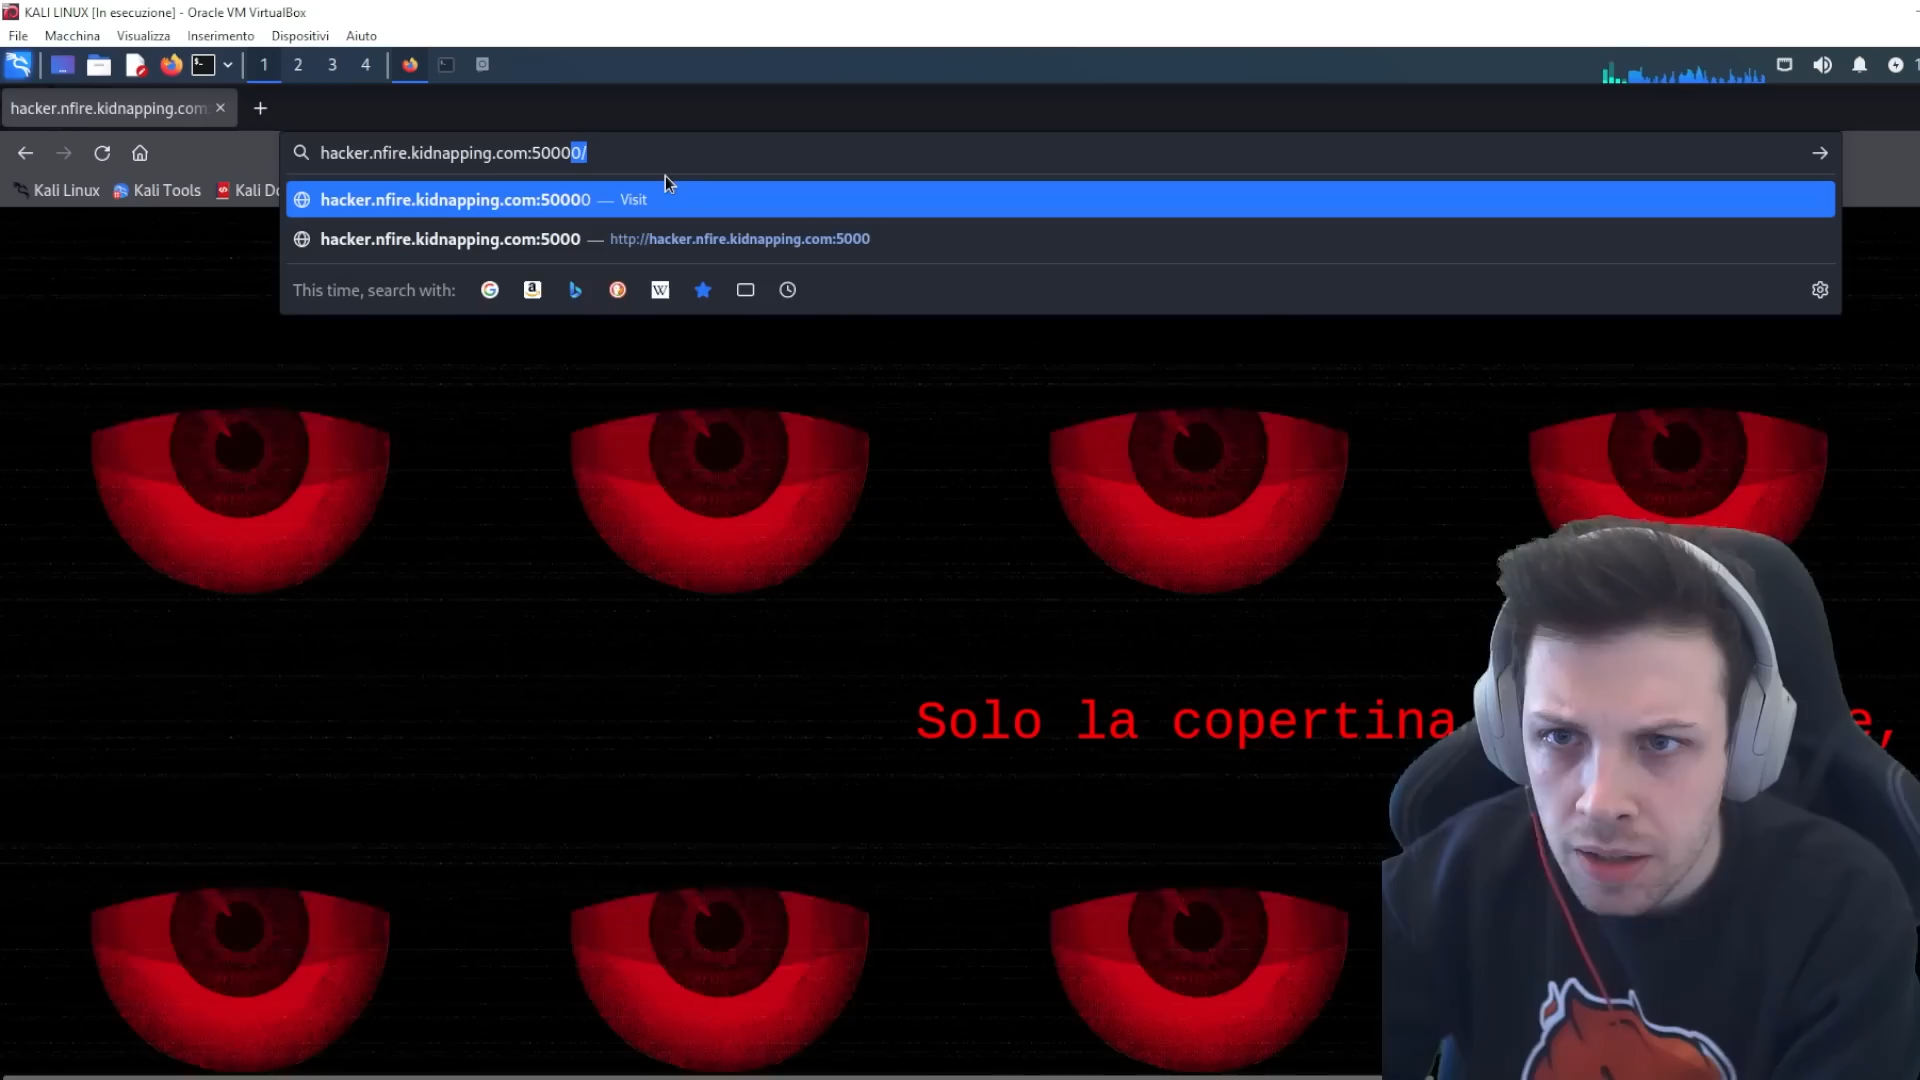 KALI LINUX [In esecuzione] - Oracle VM VirtualBox
File Macchina Visualizza Inserimento Dispositivi Aiuto
1 2 3 4
hacker.nfire.kidnapping.com
hacker.nfire.kidnapping.com:50000/
Kali Linux Kali Tools Kali Do
hacker.nfire.kidnapping.com:50000 — Visit
hacker.nfire.kidnapping.com:5000 — http://hacker.nfire.kidnapping.com:5000
This time, search with:
Solo la copertina